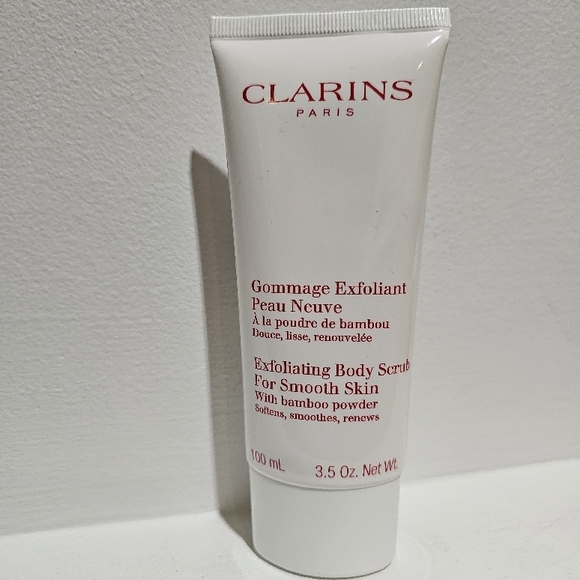 CLARINS
PARIS
Gommage Exfoliant
Peau Neuve
À la poudre de bambou
Douce, lisse, renouvelée
Exfoliating Body Scrub
For Smooth Skin
With bamboo powder
Softens, smoothes, renews
100 mL 3.5 Oz. Net Wt.